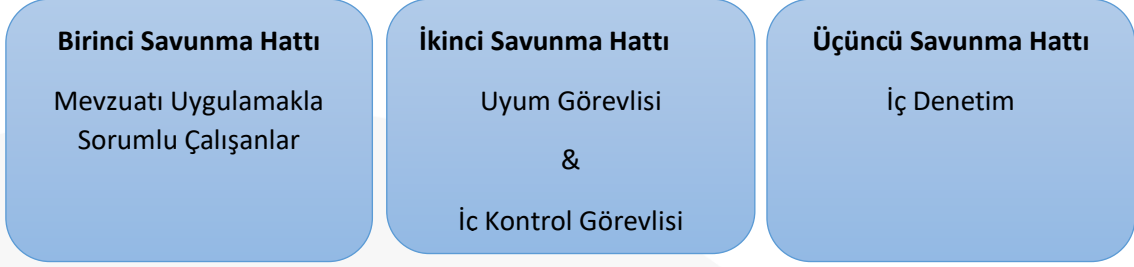 Birinci Savunma Hattı
Mevzuatı Uygulamakla
Sorumlu Çalışanlar
İkinci Savunma Hattı
Uyum Görevlisi
&
İc Kontrol Görevlisi
Üçüncü Savunma Hattı
İç Denetim